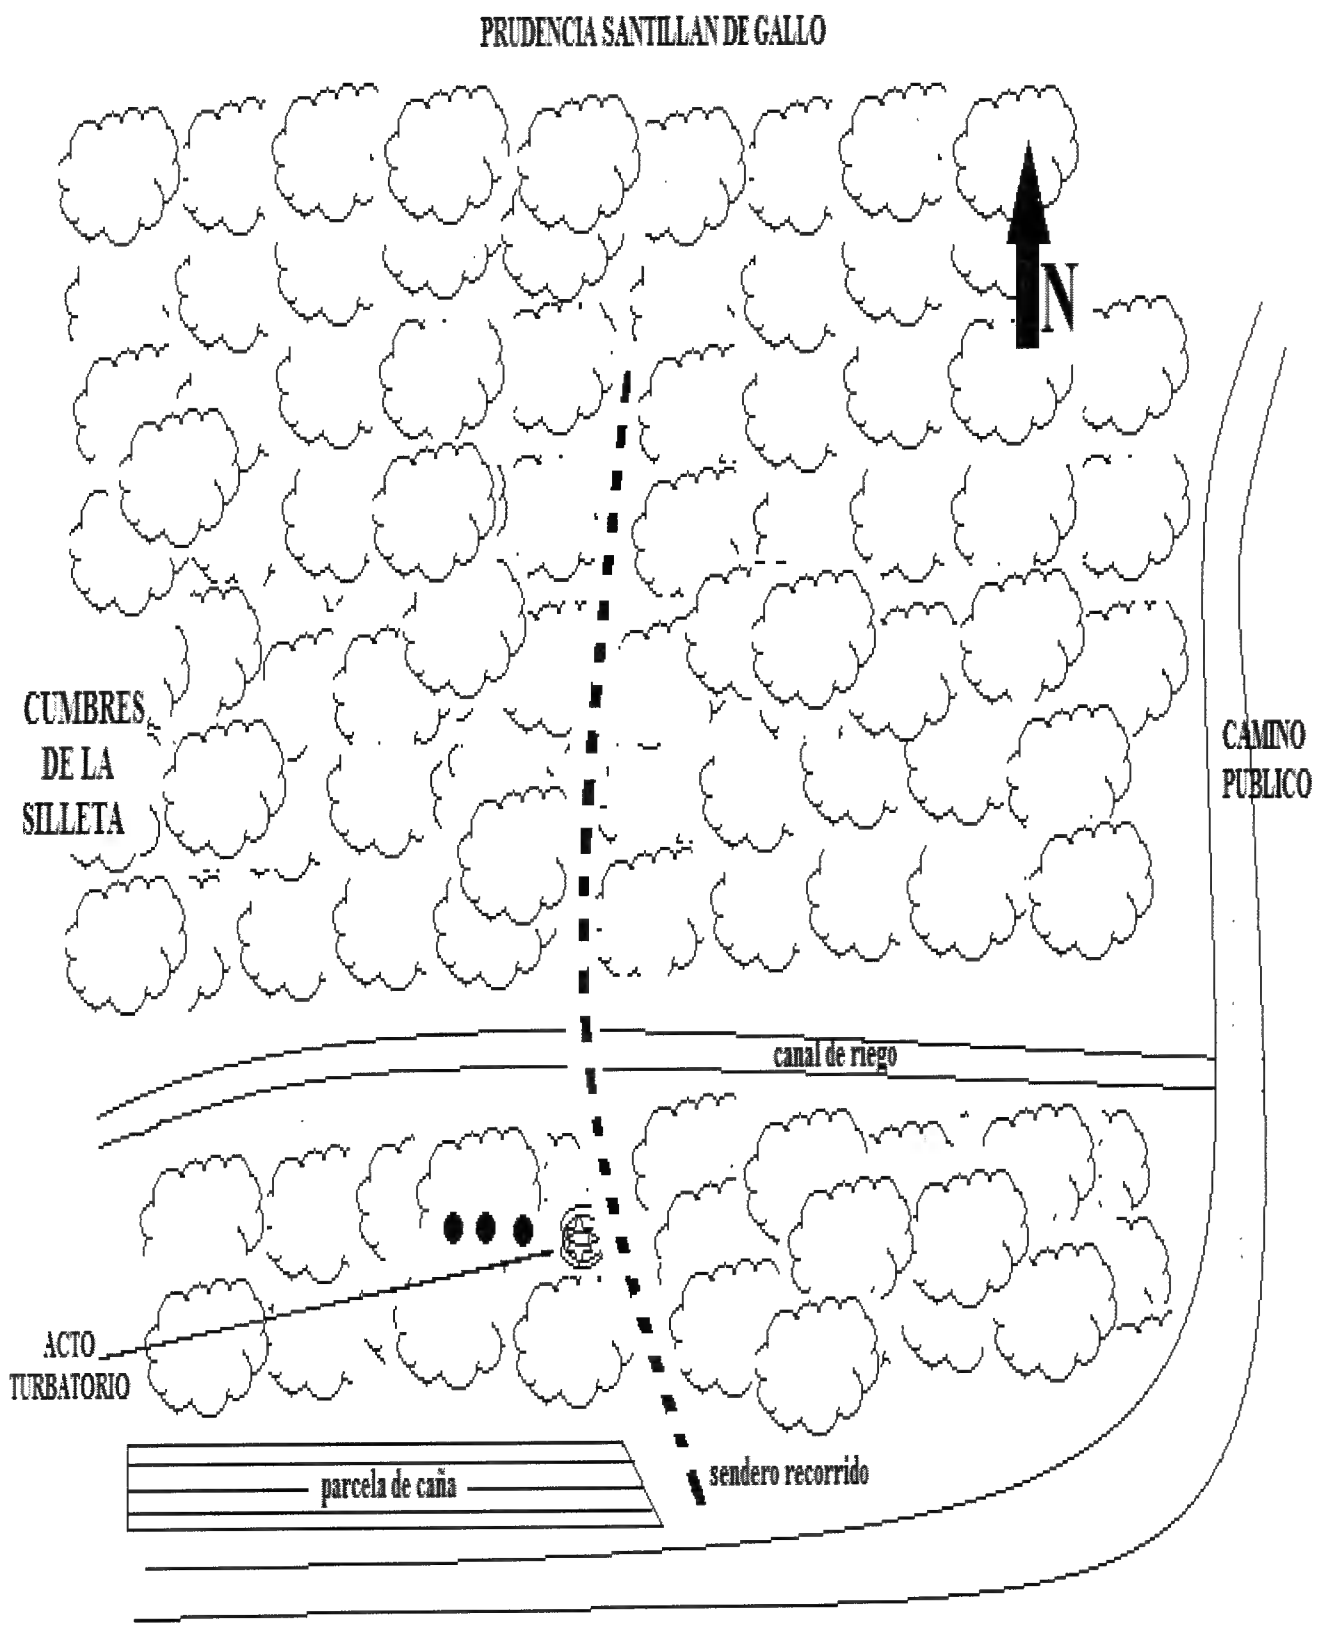 PRUDENCIA SANTILLAN DE GALLO
N
CUMBRES
DE LA
SILLETA
CAMINO
PUBLICO
canal de riego
ACTO
TURBATORIO
parcela de caña
sendero recorrido